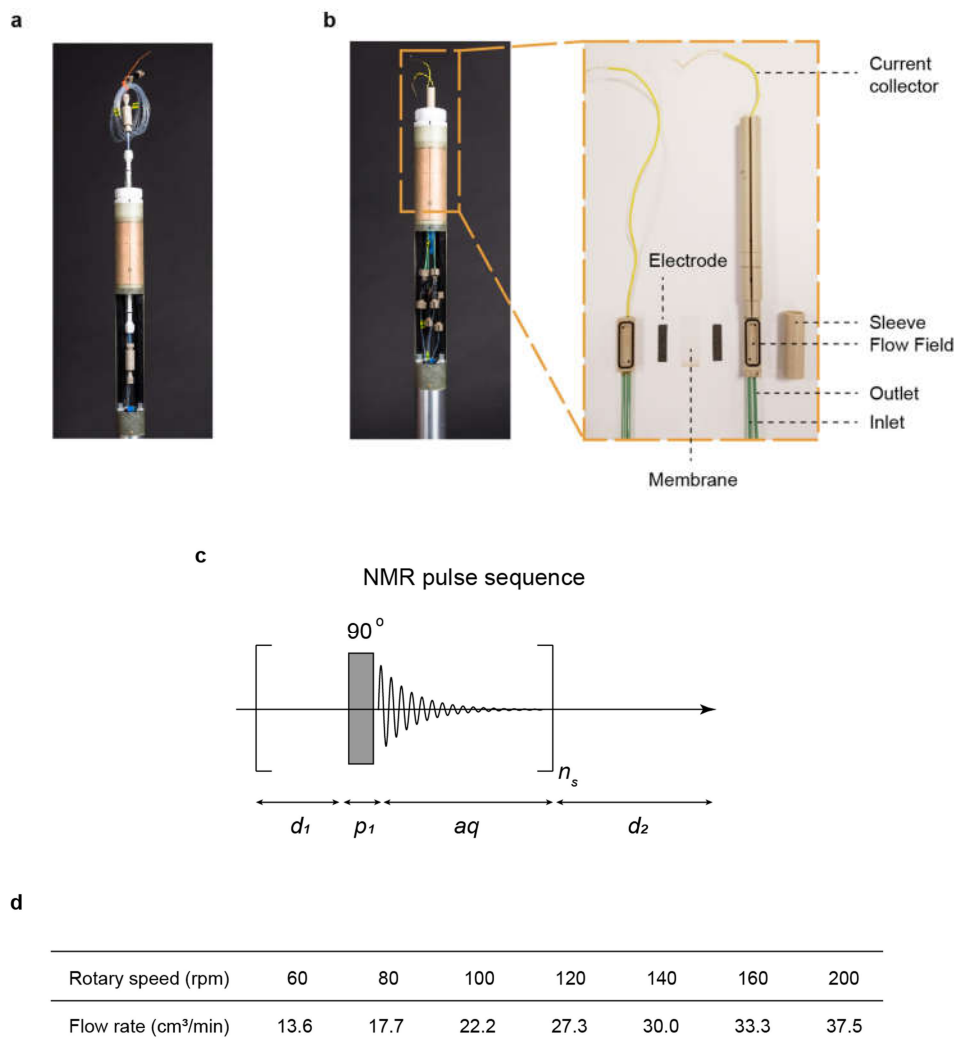 a
b
Current
collector
Electrode
Sleeve
Flow Field
Outlet
Inlet
Membrane
c
NMR pulse sequence
90°
nₛ
d₁ p₁ aq d₂
d
Rotary speed (rpm) 60 80 100 120 140 160 200
Flow rate (cm³/min) 13.6 17.7 22.2 27.3 30.0 33.3 37.5